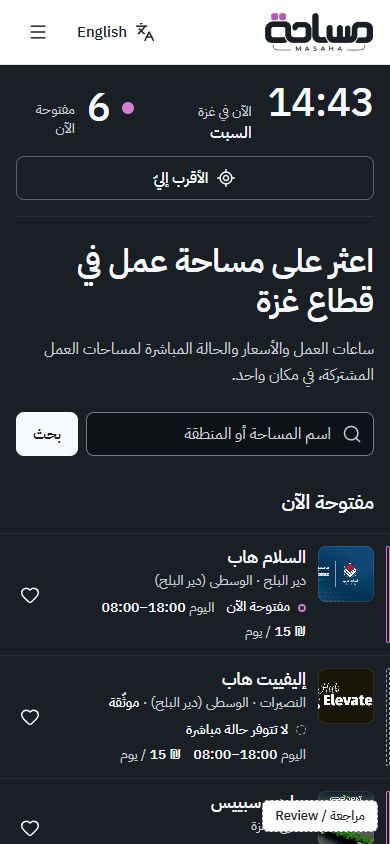 مساحة
MASAHA
English
14:43
الآن في غزة
السبت
6
مفتوحة
الآن
الأقرب إليّ
اعثر على مساحة عمل في
قطاع غزة
ساعات العمل والأسعار والحالة المباشرة لمساحات العمل
المشتركة، في مكان واحد.
اسم المساحة أو المنطقة
بحث
مفتوحة الآن
السلام هاب
دير البلح · الوسطى (دير البلح)
مفتوحة الآن اليوم 08:00–18:00
₪ 15 / يوم
إليفييت هاب
النصيرات · الوسطى (دير البلح) · موثّقة
لا تتوفر حالة مباشرة
اليوم 08:00–18:00 ₪ 15 / يوم
Hub
Elevate
سبيس
غزة
مراجعة / Review